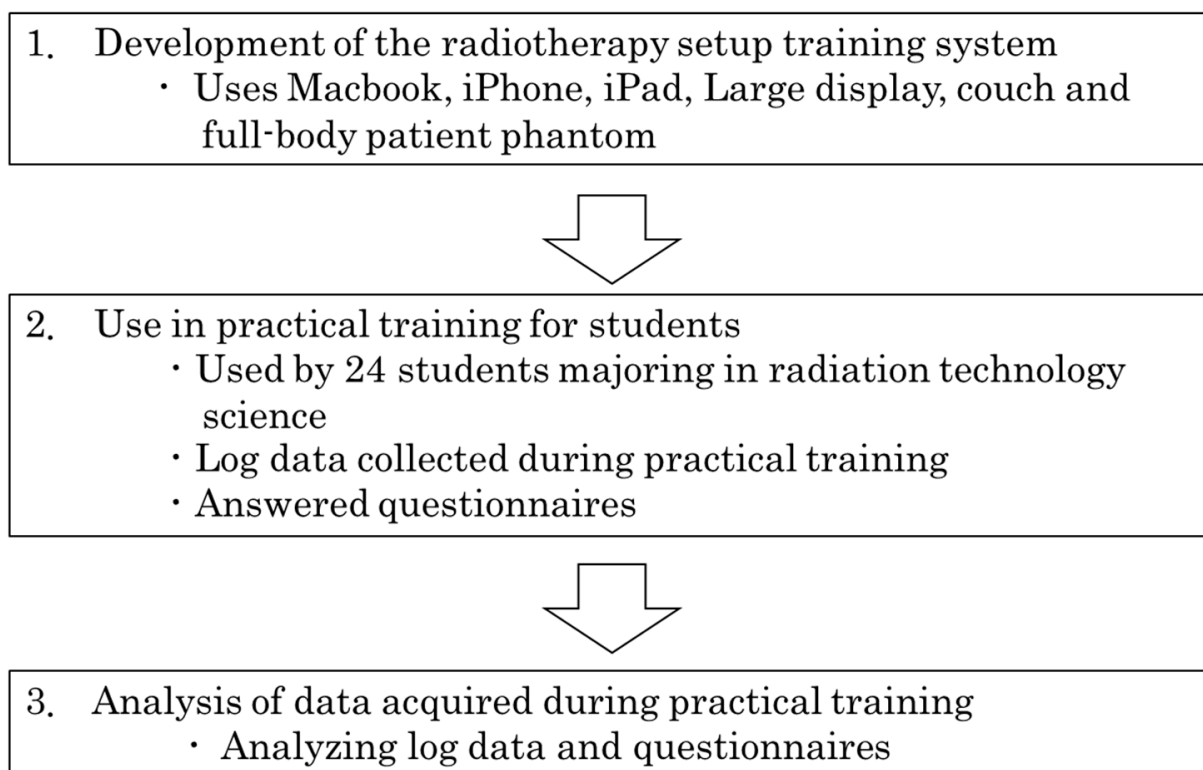 1. Development of the radiotherapy setup training system
・Uses Macbook, iPhone, iPad, Large display, couch and
full-body patient phantom
2. Use in practical training for students
・Used by 24 students majoring in radiation technology
science
・Log data collected during practical training
・Answered questionnaires
3. Analysis of data acquired during practical training
・Analyzing log data and questionnaires